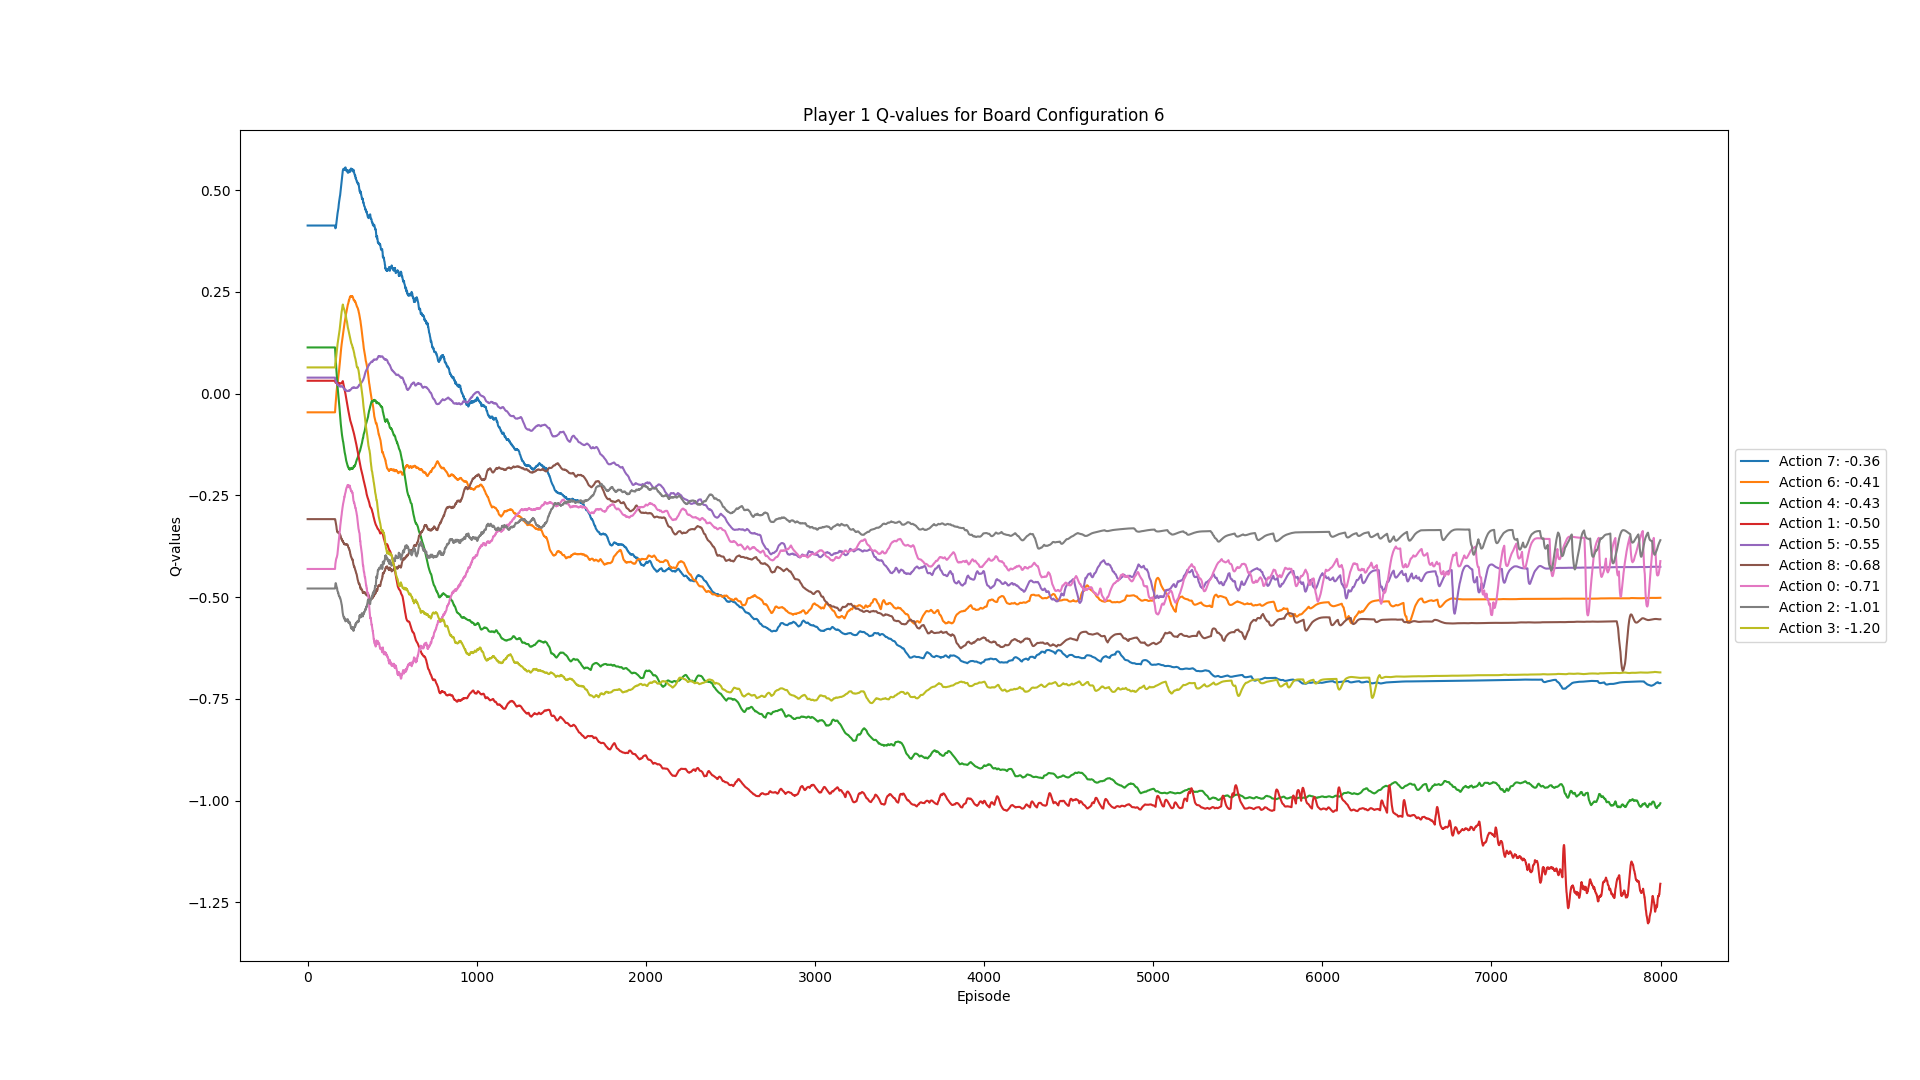 Player 1 Q-values for Board Configuration 6
Q-values
0.50
0.25
0.00
−0.25
−0.50
−0.75
−1.00
−1.25
0 1000 2000 3000 4000 5000 6000 7000 8000
Episode
Action 7: -0.36
Action 6: -0.41
Action 4: -0.43
Action 1: -0.50
Action 5: -0.55
Action 8: -0.68
Action 0: -0.71
Action 2: -1.01
Action 3: -1.20